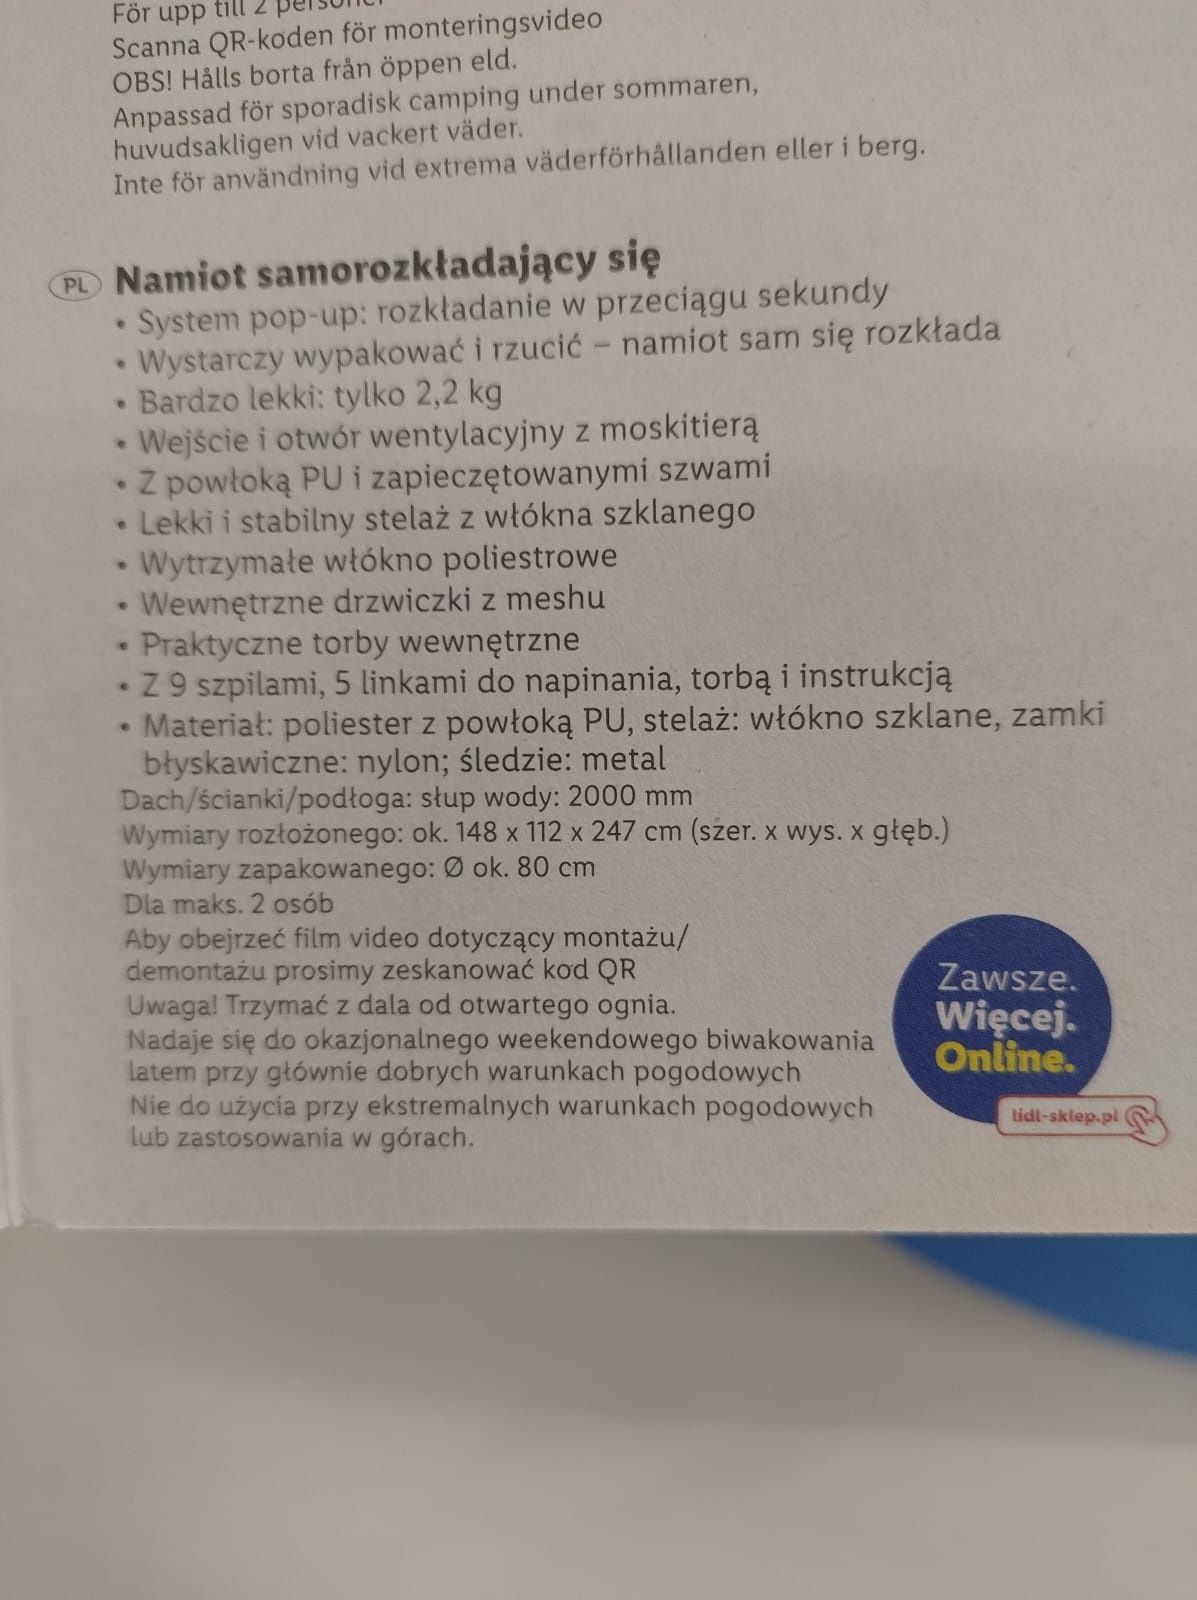 För upp till 2 personer
Scanna QR-koden för monteringsvideo
OBS! Hålls borta från öppen eld.
Anpassad för sporadisk camping under sommaren,
huvudsakligen vid vackert väder.
Inte för användning vid extrema väderförhållanden eller i berg.
PL Namiot samorozkładający się
• System pop-up: rozkładanie w przeciągu sekundy
• Wystarczy wypakować i rzucić – namiot sam się rozkłada
• Bardzo lekki: tylko 2,2 kg
• Wejście i otwór wentylacyjny z moskitierą
• Z powłoką PU i zapieczętowanymi szwami
• Lekki i stabilny stelaż z włókna szklanego
• Wytrzymałe włókno poliestrowe
• Wewnętrzne drzwiczki z meshu
• Praktyczne torby wewnętrzne
• Z 9 szpilami, 5 linkami do napinania, torbą i instrukcją
• Materiał: poliester z powłoką PU, stelaż: włókno szklane, zamki
błyskawiczne: nylon; śledzie: metal
Dach/ścianki/podłoga: słup wody: 2000 mm
Wymiary rozłożonego: ok. 148 x 112 x 247 cm (szer. x wys. x głęb.)
Wymiary zapakowanego: Ø ok. 80 cm
Dla maks. 2 osób
Aby obejrzeć film video dotyczący montażu/
demontażu prosimy zeskanować kod QR
Uwaga! Trzymać z dala od otwartego ognia.
Nadaje się do okazjonalnego weekendowego biwakowania
latem przy głównie dobrych warunkach pogodowych
Nie do użycia przy ekstremalnych warunkach pogodowych
lub zastosowania w górach.
Zawsze.
Więcej.
Online.
lidl-sklep.pl